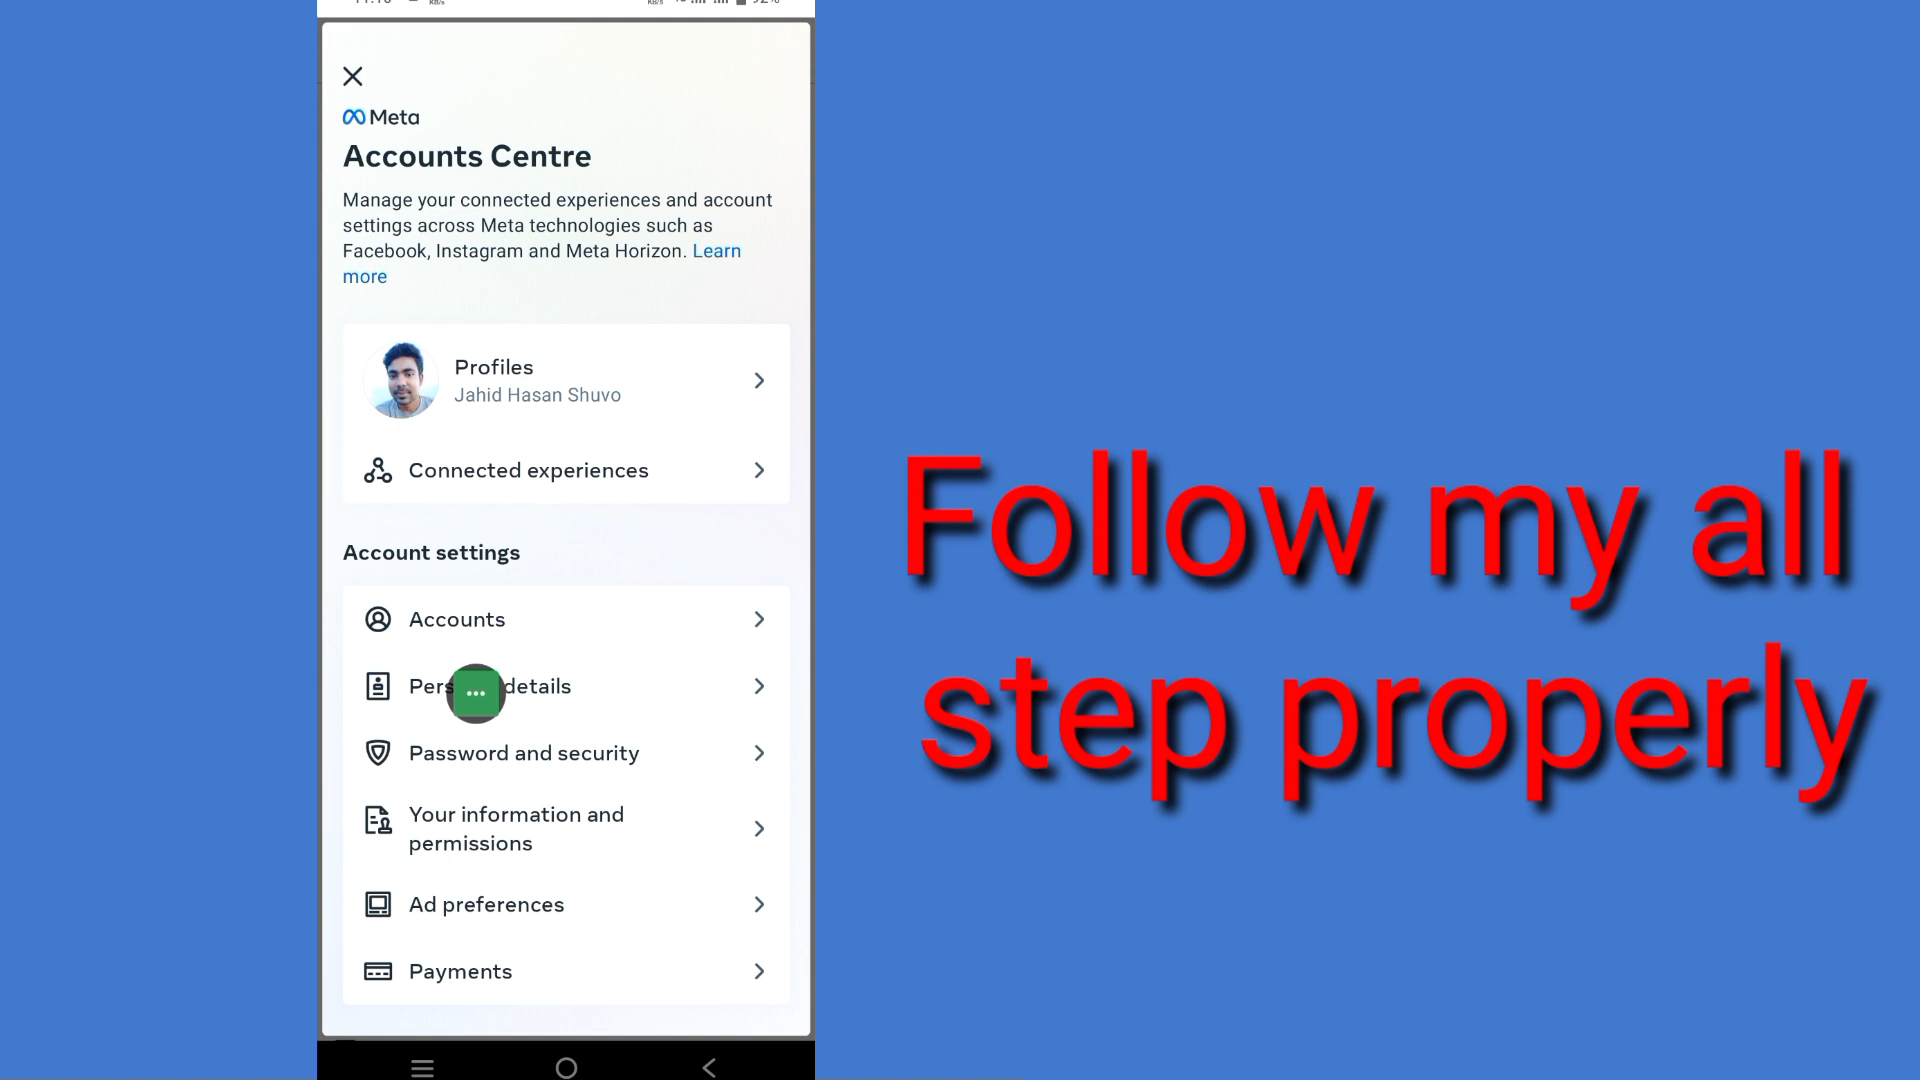 Meta
Accounts Centre
Manage your connected experiences and account
settings across Meta technologies such as
Facebook, Instagram and Meta Horizon. Learn
more
Profiles
Jahid Hasan Shuvo
Connected experiences
Account settings
Accounts
details
Password and security
Your information and
permissions
Ad preferences
Payments
Follow my all
step properly